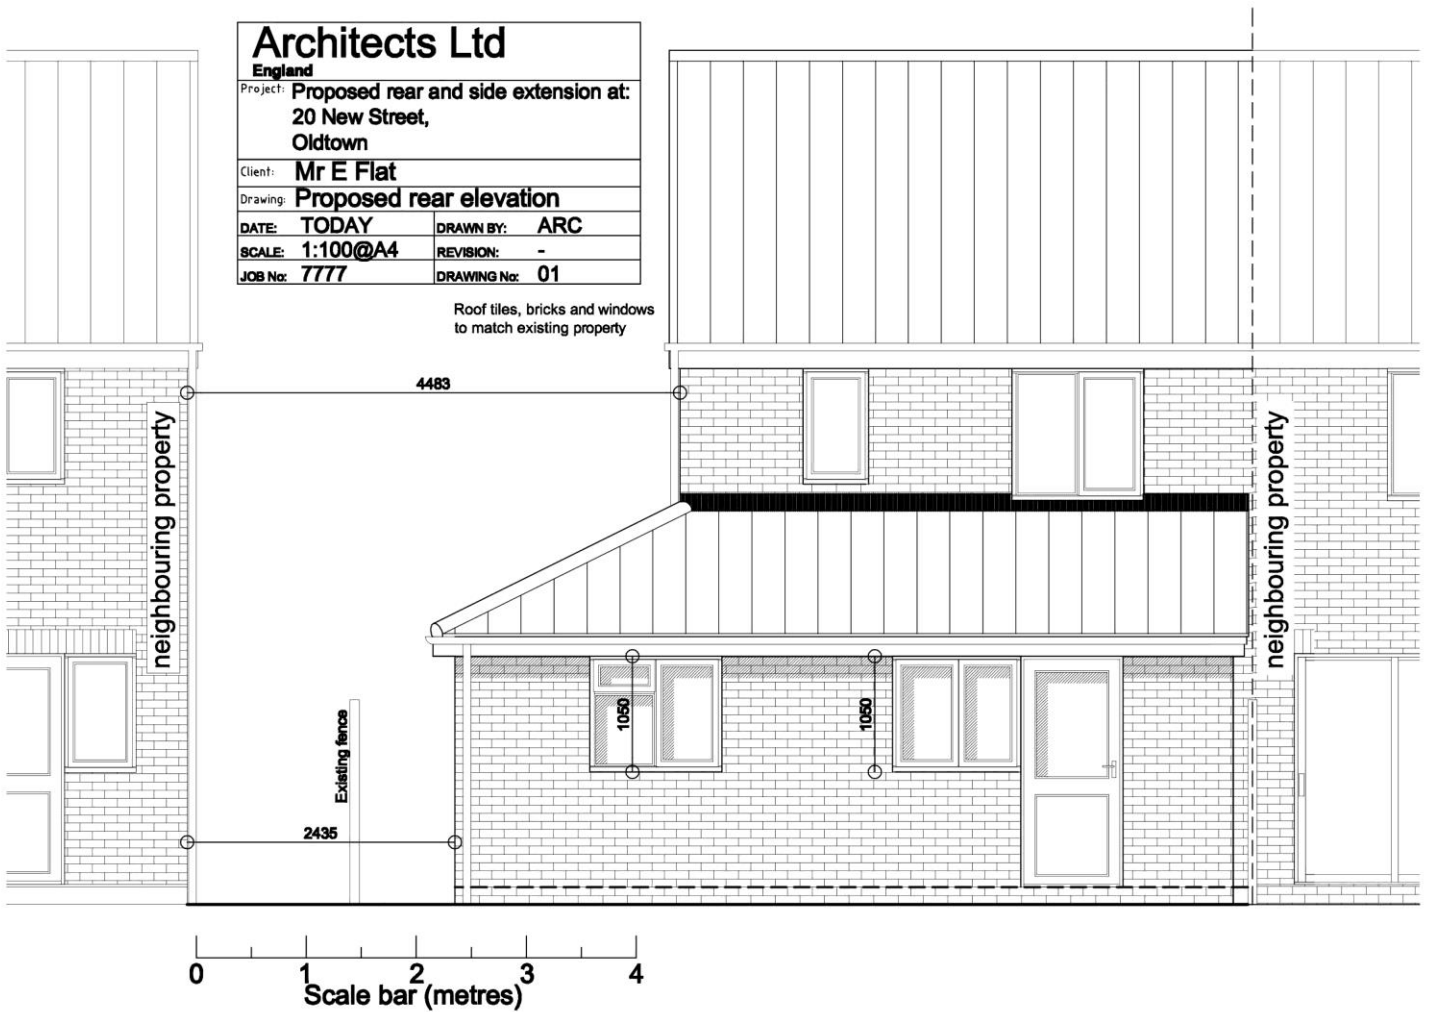 Architects Ltd
England
Project: Proposed rear and side extension at:
20 New Street,
Oldtown
Client: Mr E Flat
Drawing: Proposed rear elevation
DATE: TODAY DRAWN BY: ARC
SCALE: 1:100@A4 REVISION: -
JOB No: 7777 DRAWING No: 01
Roof tiles, bricks and windows
to match existing property
4483
neighbouring property
neighbouring property
1050
1050
Existing fence
2435
0 1 2 3 4
Scale bar (metres)